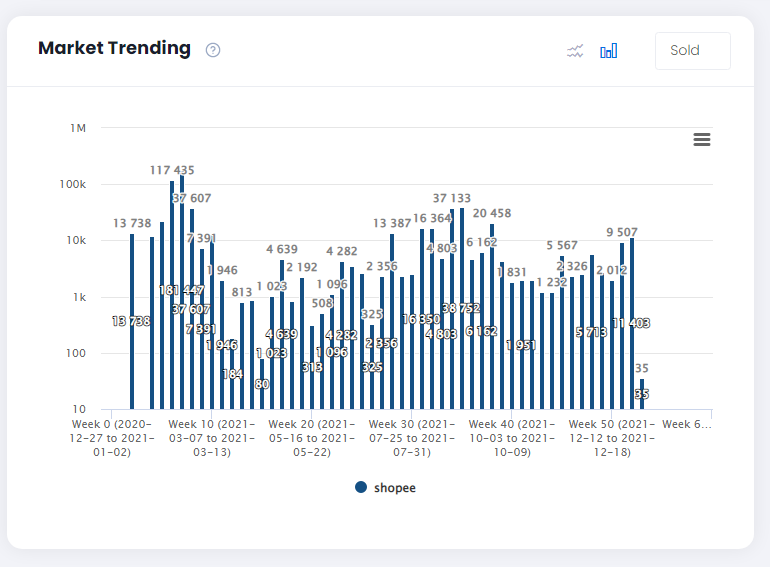 Market Trending
?
Sold
1M
100k
10k
1k
100
10
117 435
37 607
13 738
7 391
1 946
813
1 023
4 639
2 192
508
1 096
4 282
325
2 356
13 387
16 364
4 803
37 133
6 162
20 458
1 831
1 232
5 567
2 326
2 012
9 507
35
13 738
181 447
37 607
7 391
1 946
184
80
1 023
4 639
313
1 096
4 282
325
2 356
16 350
4 803
38 752
6 162
1 951
5 713
11 403
35
Week 0 (2020-
12-27 to 2021-
01-02)
Week 10 (2021-
03-07 to 2021-
03-13)
Week 20 (2021-
05-16 to 2021-
05-22)
Week 30 (2021-
07-25 to 2021-
07-31)
Week 40 (2021-
10-03 to 2021-
10-09)
Week 50 (2021-
12-12 to 2021-
12-18)
Week 6...
shopee